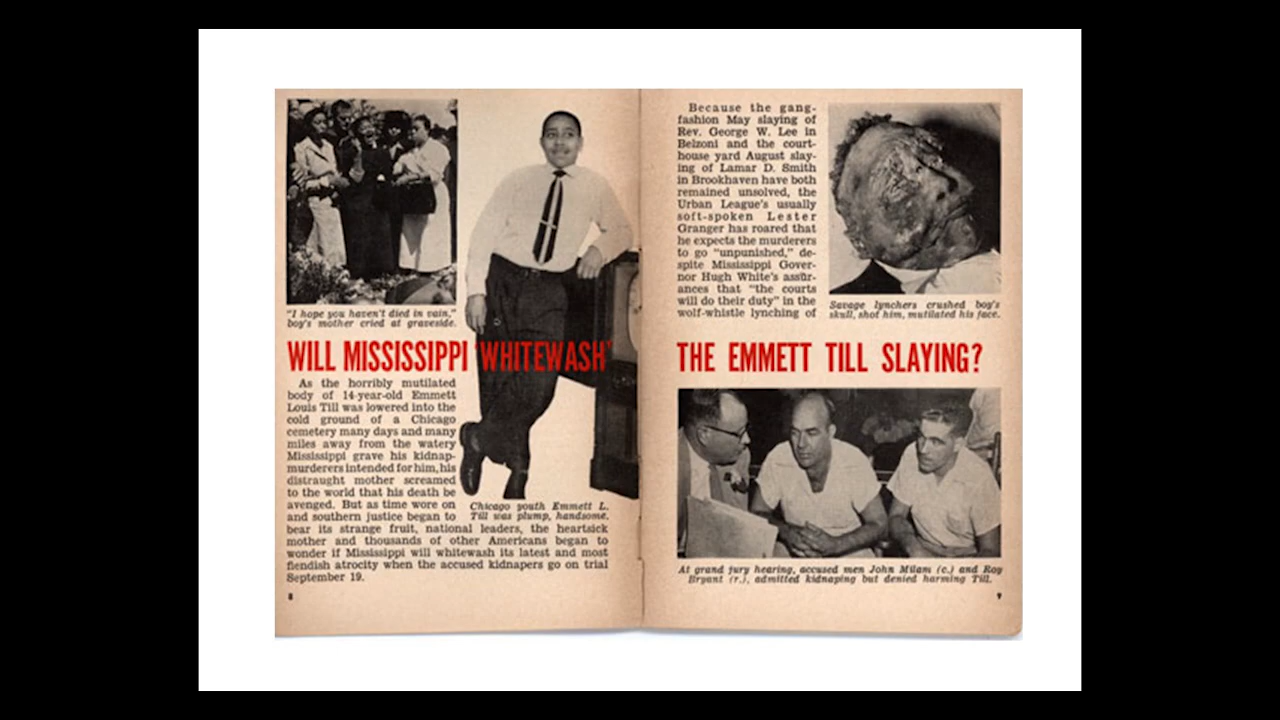 "I hope you haven't died in vain,"
boy's mother cried at graveside.
WILL MISSISSIPPI 'WHITEWASH'
As the horribly mutilated
body of 14-year-old Emmett
Louis Till was lowered into the
cold ground of a Chicago
cemetery many days and many
miles away from the watery
Mississippi grave his kidnap-
murderers intended for him, his
distraught mother screamed
to the world that his death be
avenged. But as time wore on
and southern justice began to
bear its strange fruit, national leaders, the heartsick
mother and thousands of other Americans began to
wonder if Mississippi will whitewash its latest and most
fiendish atrocity when the accused kidnapers go on trial
September 19.
Chicago youth Emmett L.
Till was plump, handsome.
8
Because the gang-
fashion May slaying of
Rev. George W. Lee in
Belzoni and the court-
house yard August slay-
ing of Lamar D. Smith
in Brookhaven have both
remained unsolved, the
Urban League's usually
soft-spoken Lester
Granger has roared that
he expects the murderers
to go "unpunished," de-
spite Mississippi Gover-
nor Hugh White's assur-
ances that "the courts
will do their duty" in the
wolf-whistle lynching of
Savage lynchers crushed boy's
skull, shot him, mutilated his face.
THE EMMETT TILL SLAYING?
At grand jury hearing, accused men John Milam (c.) and Roy
Bryant (r.), admitted kidnaping but denied harming Till.
9